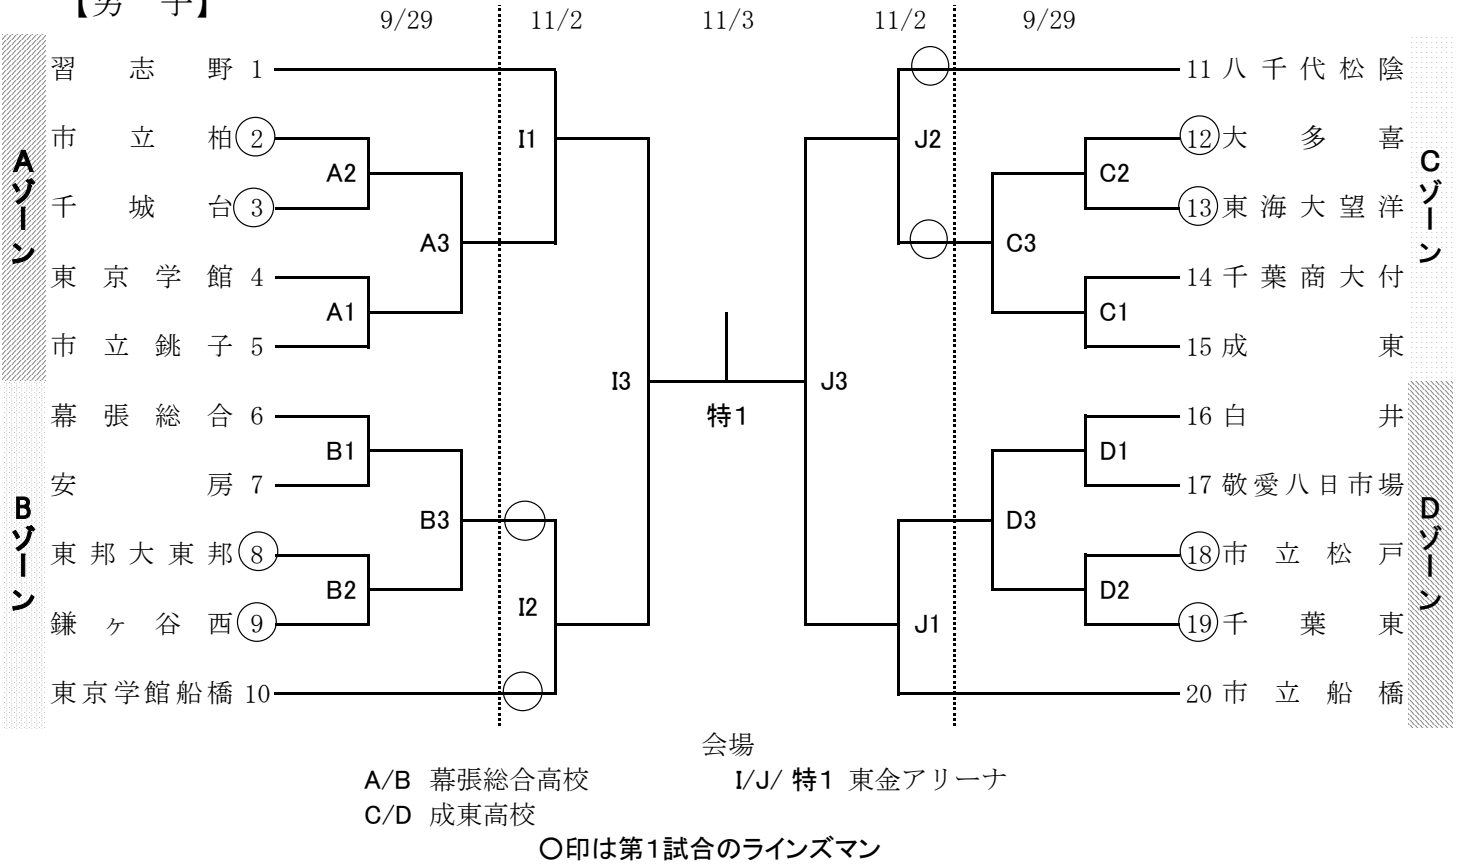 【男　子】
9/29 11/2 11/3 11/2 9/29
Aゾーン
習志野 1
市立柏 2
千城台 3
東京学館 4
市立銚子 5
Bゾーン
幕張総合 6
安房 7
東邦大東邦 8
鎌ヶ谷西 9
東京学館船橋 10
A2
A1
A3
B1
B2
B3
I1
I2
I3
特1
J3
J2
J1
C2
C1
C3
D1
D2
D3
Cゾーン
11 八千代松陰
12 大多喜
13 東海大望洋
14 千葉商大付
15 成東
Dゾーン
16 白井
17 敬愛八日市場
18 市立松戸
19 千葉東
20 市立船橋
会場
A/B 幕張総合高校 I/J/ 特1 東金アリーナ
C/D 成東高校
○印は第1試合のラインズマン